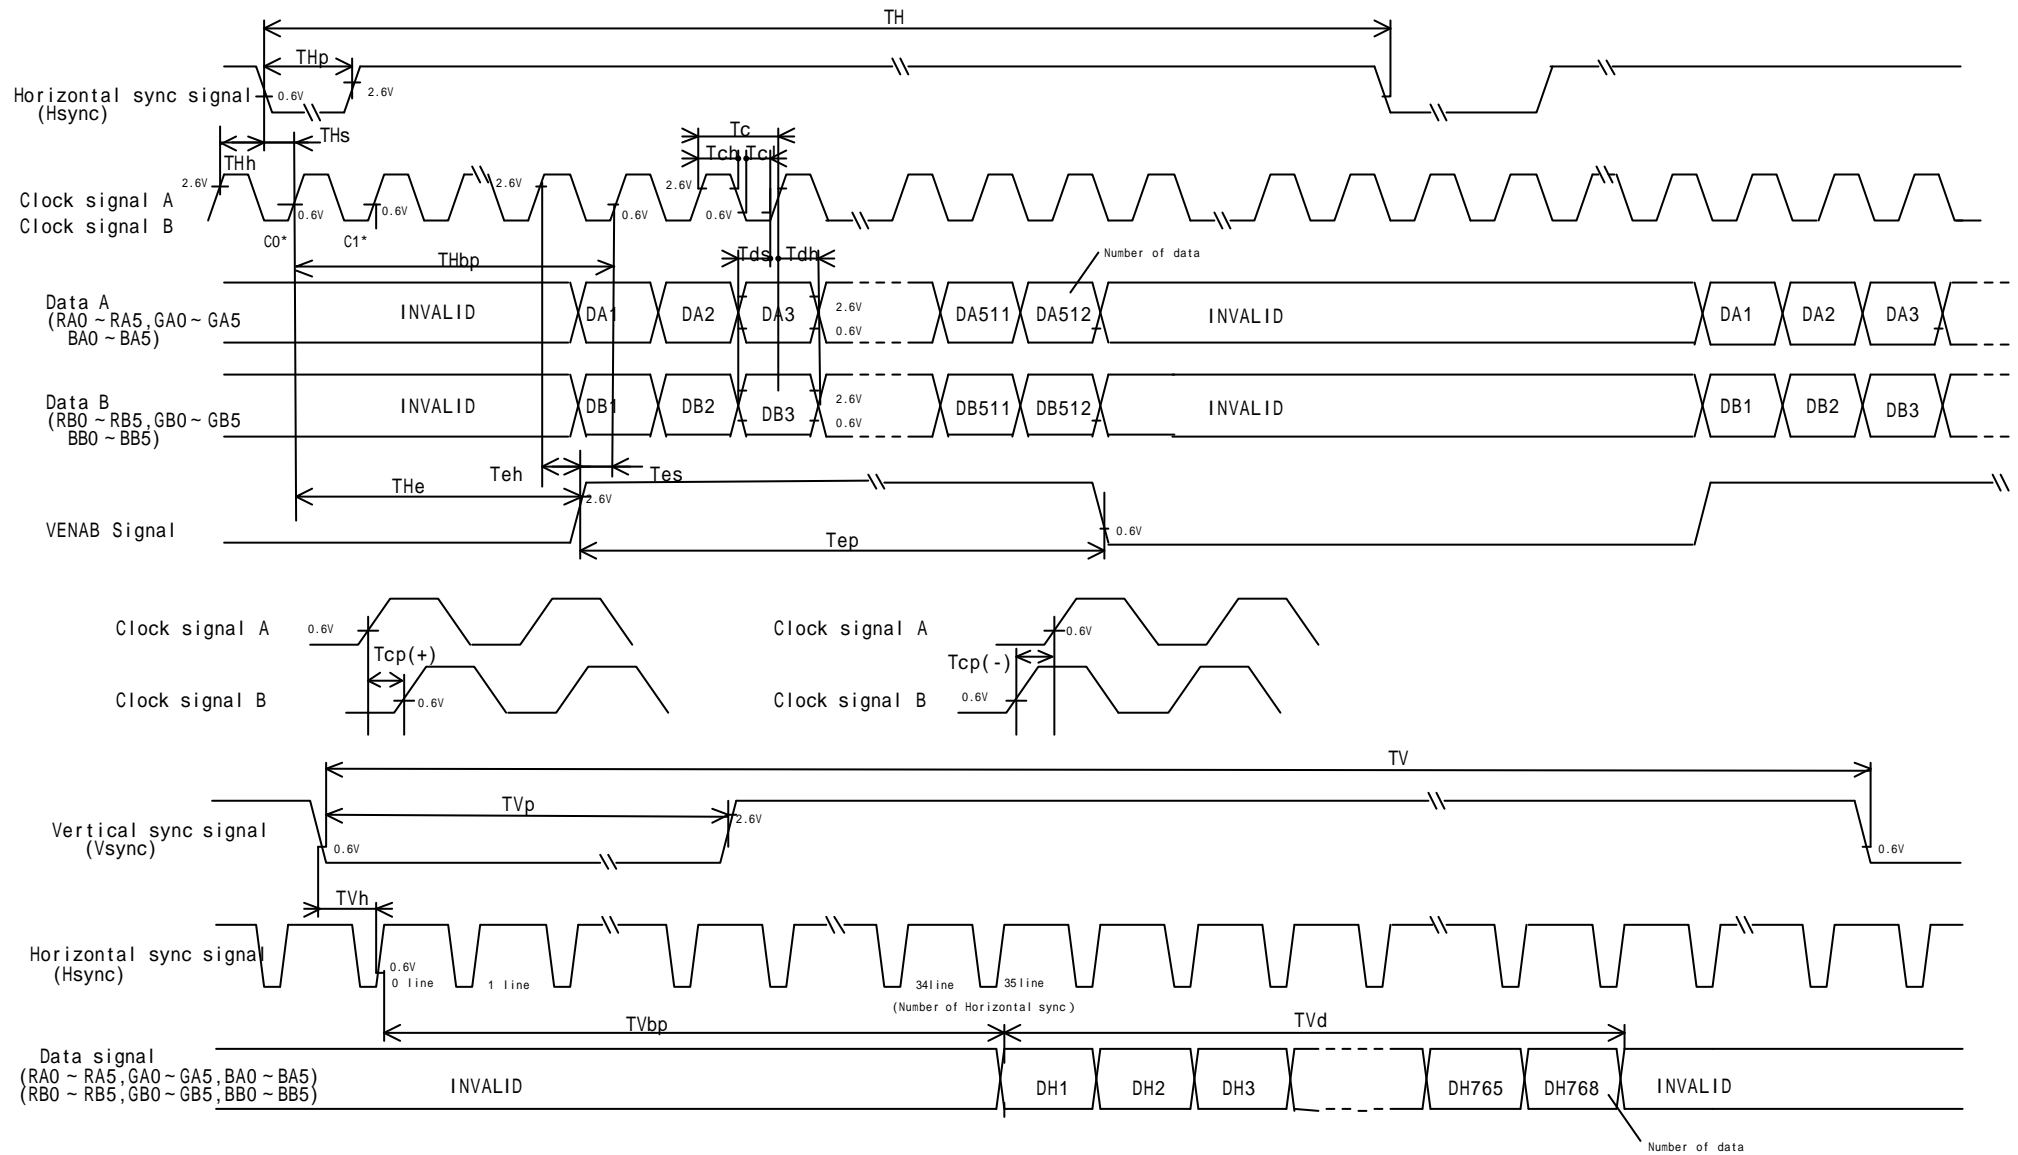 TH
THp
Horizontal sync signal
(Hsync)
0.6V
2.6V
THs
THh
Tc
Tch
Tcl
2.6V
2.6V
2.6V
Clock signal A
0.6V
0.6V
0.6V
0.6V
Clock signal B
C0*
C1*
THbp
Tds
Tdh
Number of data
Data A
(RA0~RA5,GA0~GA5
BA0~BA5)
INVALID
DA1
DA2
DA3
2.6V
0.6V
DA511
DA512
INVALID
DA1
DA2
DA3
Data B
(RB0~RB5,GB0~GB5
BB0~BB5)
INVALID
DB1
DB2
DB3
2.6V
0.6V
DB511
DB512
INVALID
DB1
DB2
DB3
Teh
Tes
THe
2.6V
VENAB Signal
0.6V
Tep
Clock signal A
0.6V
Tcp(+)
Clock signal B
0.6V
Clock signal A
0.6V
Tcp(-)
Clock signal B
0.6V
TV
TVp
Vertical sync signal
(Vsync)
0.6V
2.6V
0.6V
TVh
Horizontal sync signal
(Hsync)
0.6V
0 line
1 line
34line
35line
(Number of Horizontal sync)
TVbp
TVd
Data signal
(RA0~RA5,GA0~GA5,BA0~BA5)
(RB0~RB5,GB0~GB5,BB0~BB5)
INVALID
DH1
DH2
DH3
DH765
DH768
INVALID
Number of data